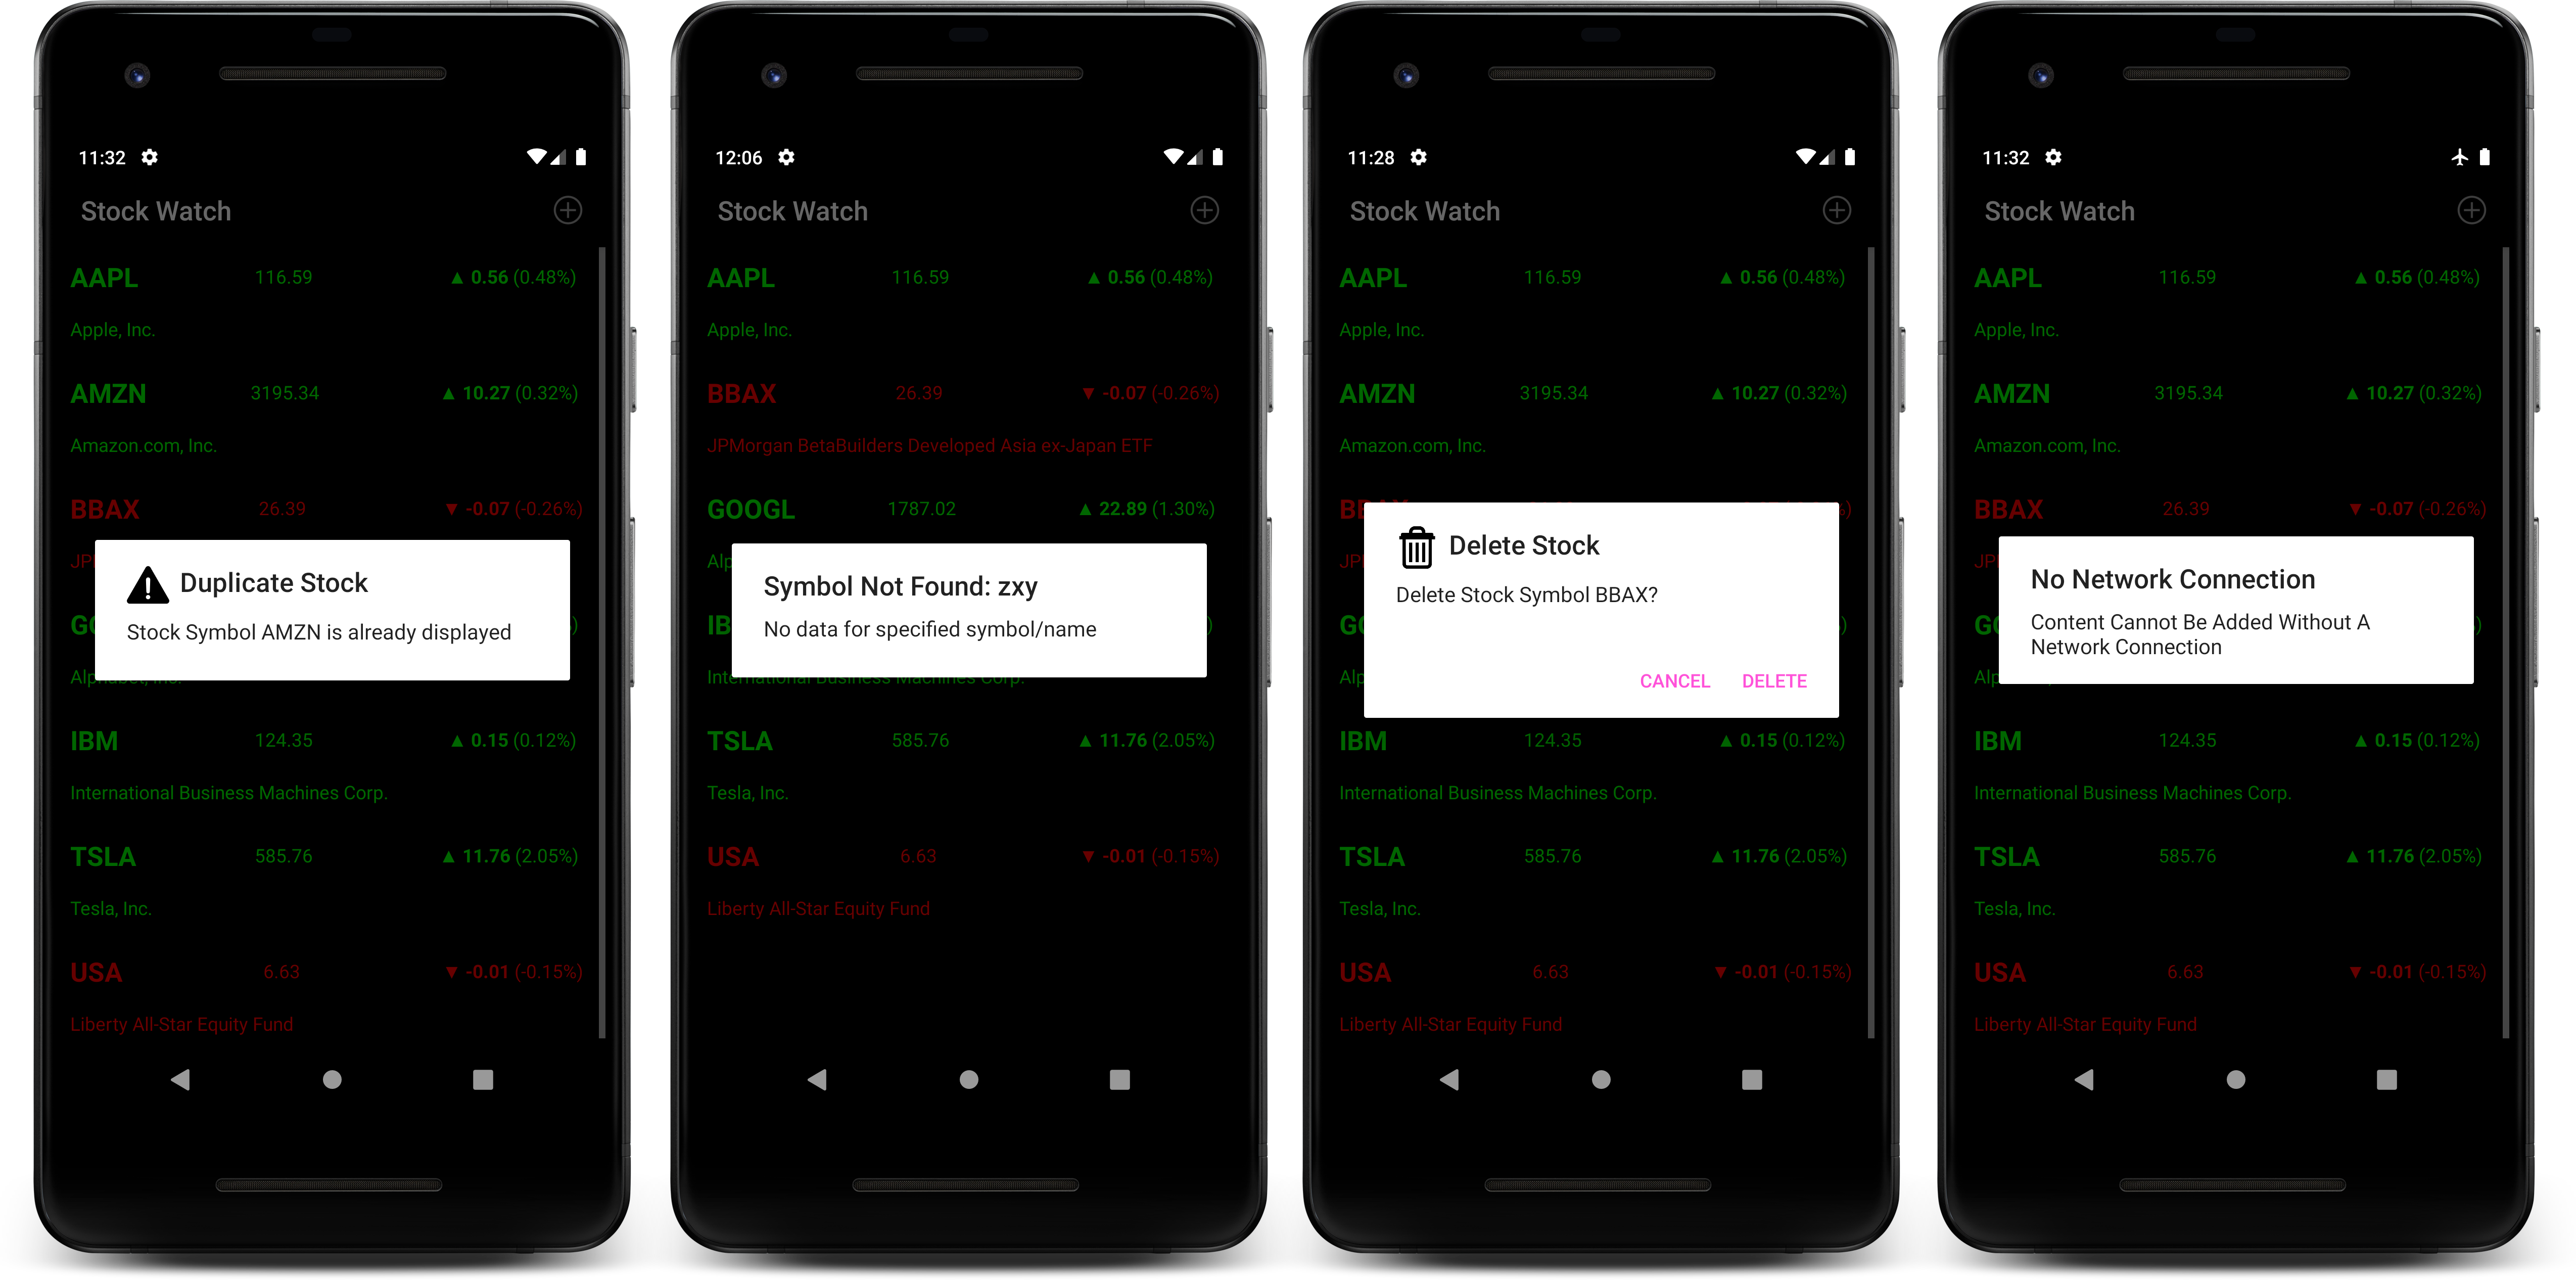 11:32
Stock Watch
AAPL 116.59 ▲ 0.56 (0.48%)
Apple, Inc.
AMZN 3195.34 ▲ 10.27 (0.32%)
Amazon.com, Inc.
BBAX 26.39 ▼ -0.07 (-0.26%)
JP
Duplicate Stock
Stock Symbol AMZN is already displayed
G )
Alphabet, Inc.
IBM 124.35 ▲ 0.15 (0.12%)
International Business Machines Corp.
TSLA 585.76 ▲ 11.76 (2.05%)
Tesla, Inc.
USA 6.63 ▼ -0.01 (-0.15%)
Liberty All-Star Equity Fund
12:06
Stock Watch
AAPL 116.59 ▲ 0.56 (0.48%)
Apple, Inc.
BBAX 26.39 ▼ -0.07 (-0.26%)
JPMorgan BetaBuilders Developed Asia ex-Japan ETF
GOOGL 1787.02 ▲ 22.89 (1.30%)
Alp
Symbol Not Found: zxy
No data for specified symbol/name
IB )
International Business Machines Corp.
TSLA 585.76 ▲ 11.76 (2.05%)
Tesla, Inc.
USA 6.63 ▼ -0.01 (-0.15%)
Liberty All-Star Equity Fund
11:28
Stock Watch
AAPL 116.59 ▲ 0.56 (0.48%)
Apple, Inc.
AMZN 3195.34 ▲ 10.27 (0.32%)
Amazon.com, Inc.
BBAX )
JP
Delete Stock
Delete Stock Symbol BBAX?
G )
Alp
CANCEL DELETE
IBM 124.35 ▲ 0.15 (0.12%)
International Business Machines Corp.
TSLA 585.76 ▲ 11.76 (2.05%)
Tesla, Inc.
USA 6.63 ▼ -0.01 (-0.15%)
Liberty All-Star Equity Fund
11:32
Stock Watch
AAPL 116.59 ▲ 0.56 (0.48%)
Apple, Inc.
AMZN 3195.34 ▲ 10.27 (0.32%)
Amazon.com, Inc.
BBAX 26.39 ▼ -0.07 (-0.26%)
JP
No Network Connection
Content Cannot Be Added Without A
Network Connection
G )
Alp
IBM 124.35 ▲ 0.15 (0.12%)
International Business Machines Corp.
TSLA 585.76 ▲ 11.76 (2.05%)
Tesla, Inc.
USA 6.63 ▼ -0.01 (-0.15%)
Liberty All-Star Equity Fund